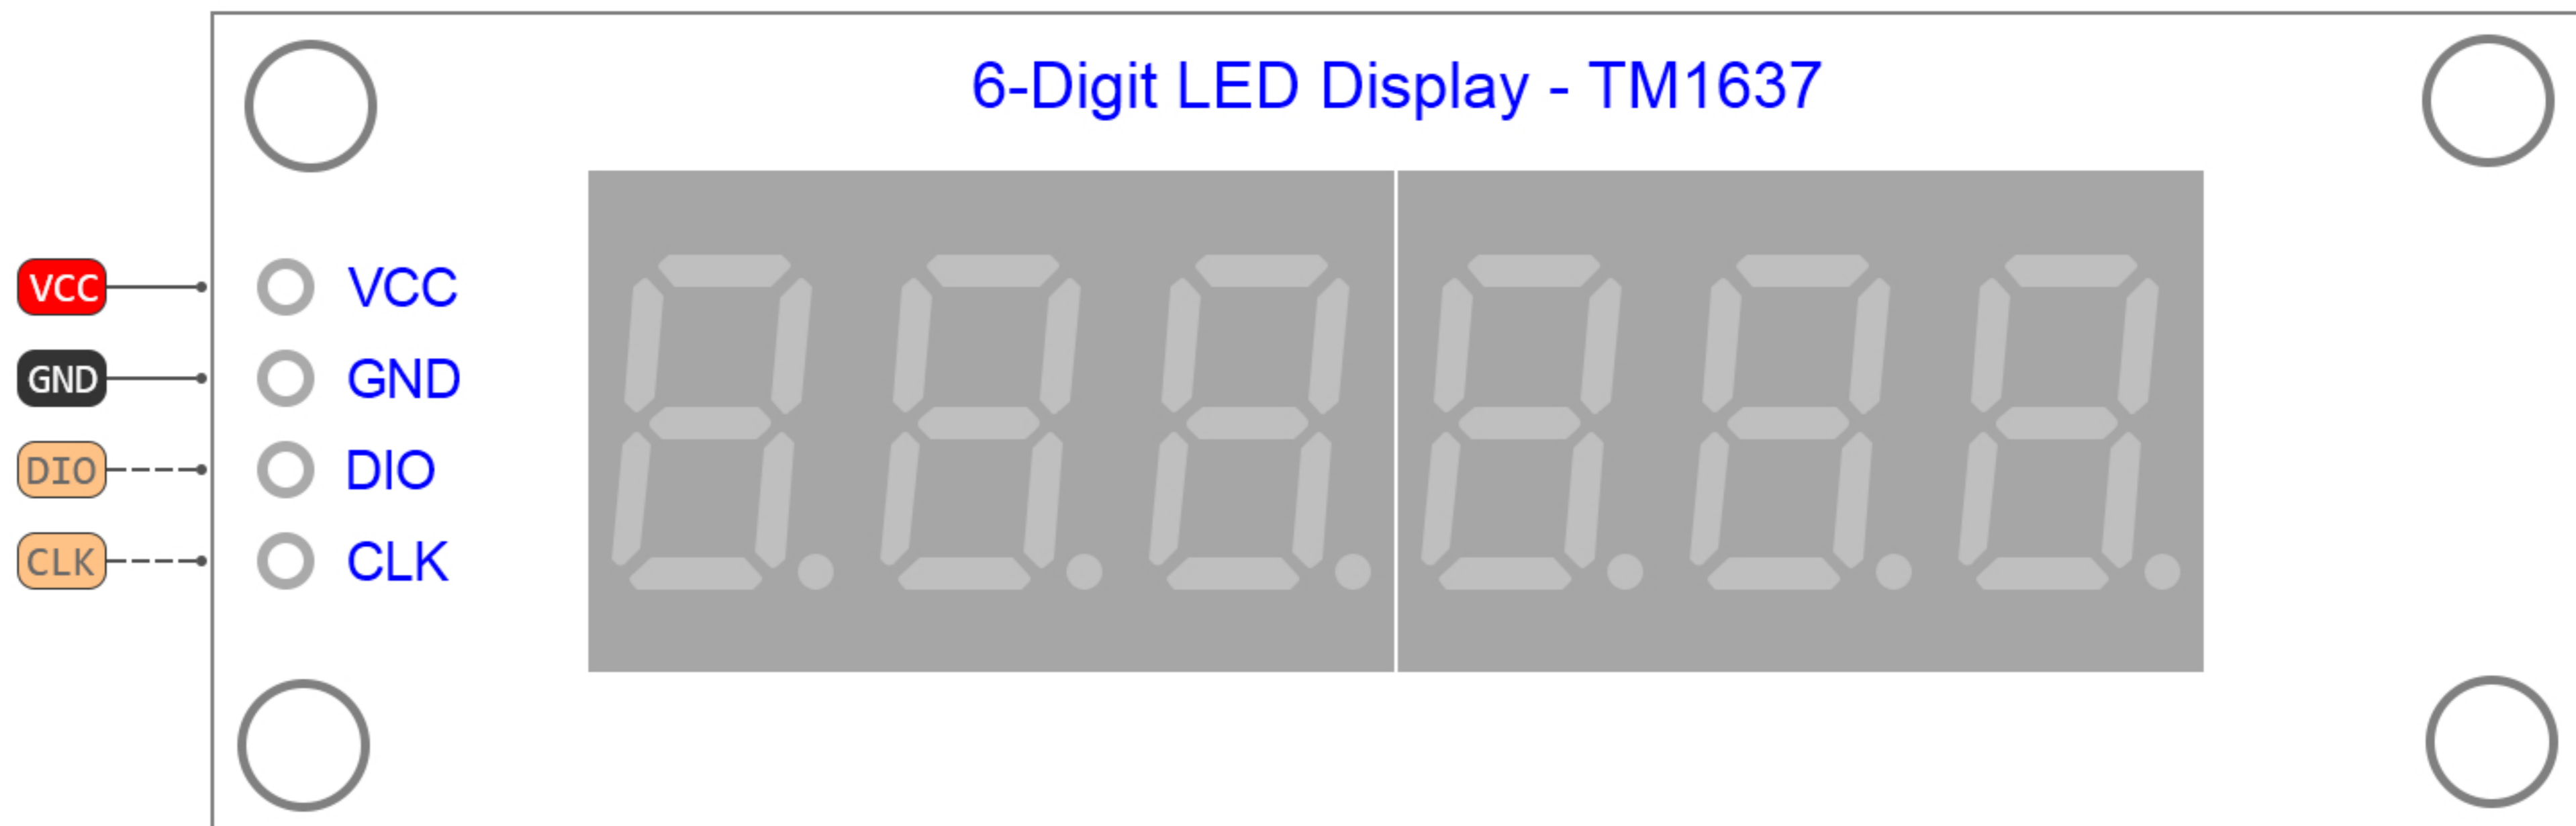 6-Digit LED Display - TM1637
VCC VCC
GND GND
DIO DIO
CLK CLK